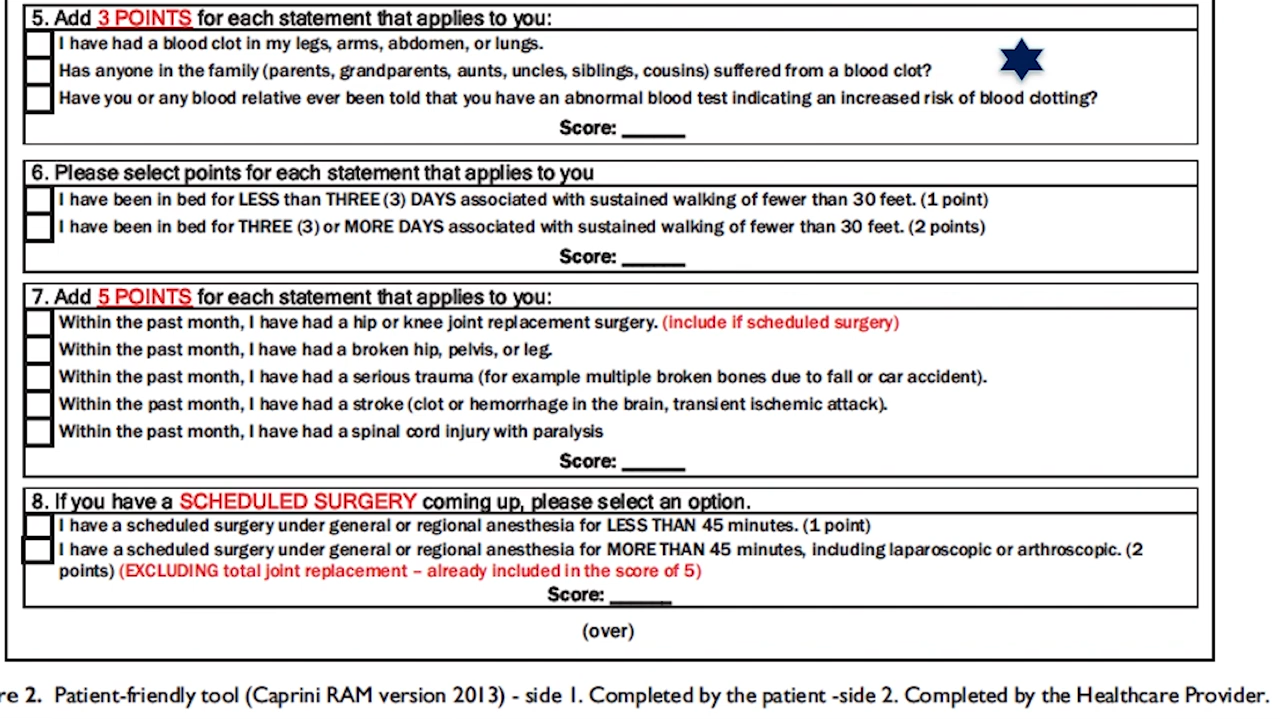 5. Add 3 POINTS for each statement that applies to you:
I have had a blood clot in my legs, arms, abdomen, or lungs.
Has anyone in the family (parents, grandparents, aunts, uncles, siblings, cousins) suffered from a blood clot?
Have you or any blood relative ever been told that you have an abnormal blood test indicating an increased risk of blood clotting?
Score: ______
6. Please select points for each statement that applies to you
I have been in bed for LESS than THREE (3) DAYS associated with sustained walking of fewer than 30 feet. (1 point)
I have been in bed for THREE (3) or MORE DAYS associated with sustained walking of fewer than 30 feet. (2 points)
Score: ______
7. Add 5 POINTS for each statement that applies to you:
Within the past month, I have had a hip or knee joint replacement surgery. (include if scheduled surgery)
Within the past month, I have had a broken hip, pelvis, or leg.
Within the past month, I have had a serious trauma (for example multiple broken bones due to fall or car accident).
Within the past month, I have had a stroke (clot or hemorrhage in the brain, transient ischemic attack).
Within the past month, I have had a spinal cord injury with paralysis
Score: ______
8. If you have a SCHEDULED SURGERY coming up, please select an option.
I have a scheduled surgery under general or regional anesthesia for LESS THAN 45 minutes. (1 point)
I have a scheduled surgery under general or regional anesthesia for MORE THAN 45 minutes, including laparoscopic or arthroscopic. (2
points) (EXCLUDING total joint replacement – already included in the score of 5)
Score: ______
(over)
re 2. Patient-friendly tool (Caprini RAM version 2013) - side 1. Completed by the patient -side 2. Completed by the Healthcare Provider.